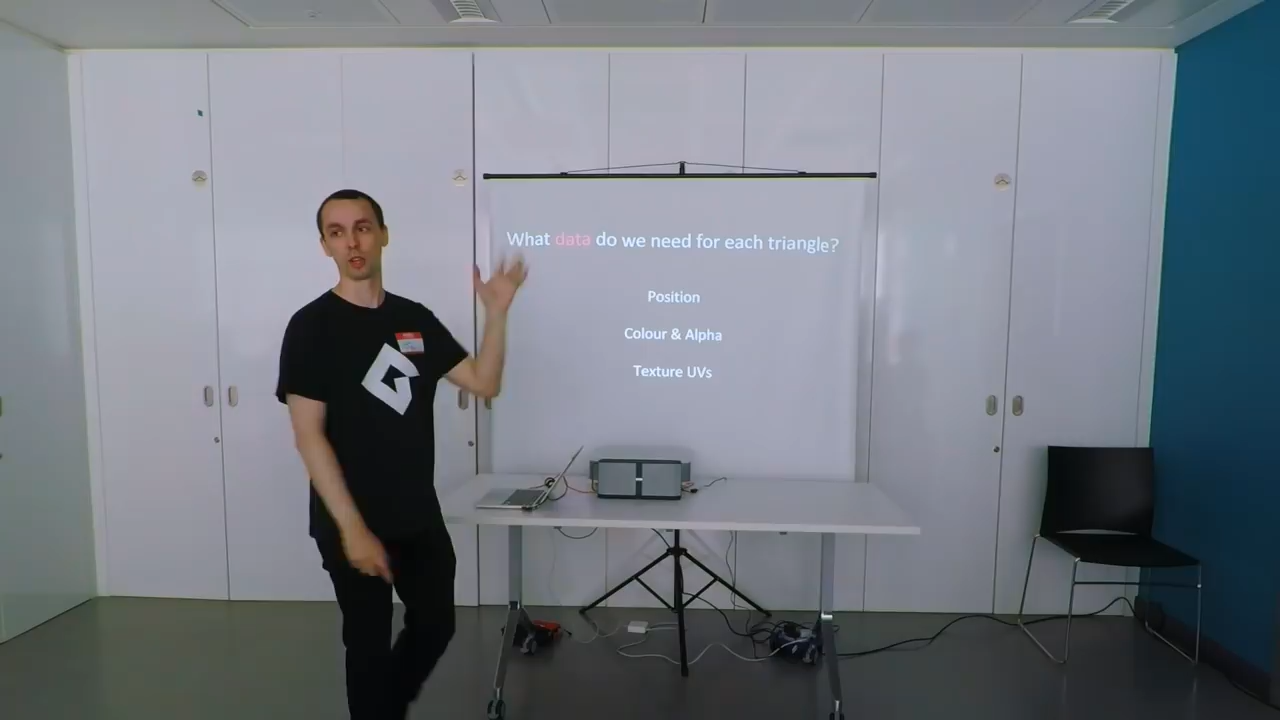 What data do we need for each triangle?
Position
Colour & Alpha
Texture UVs